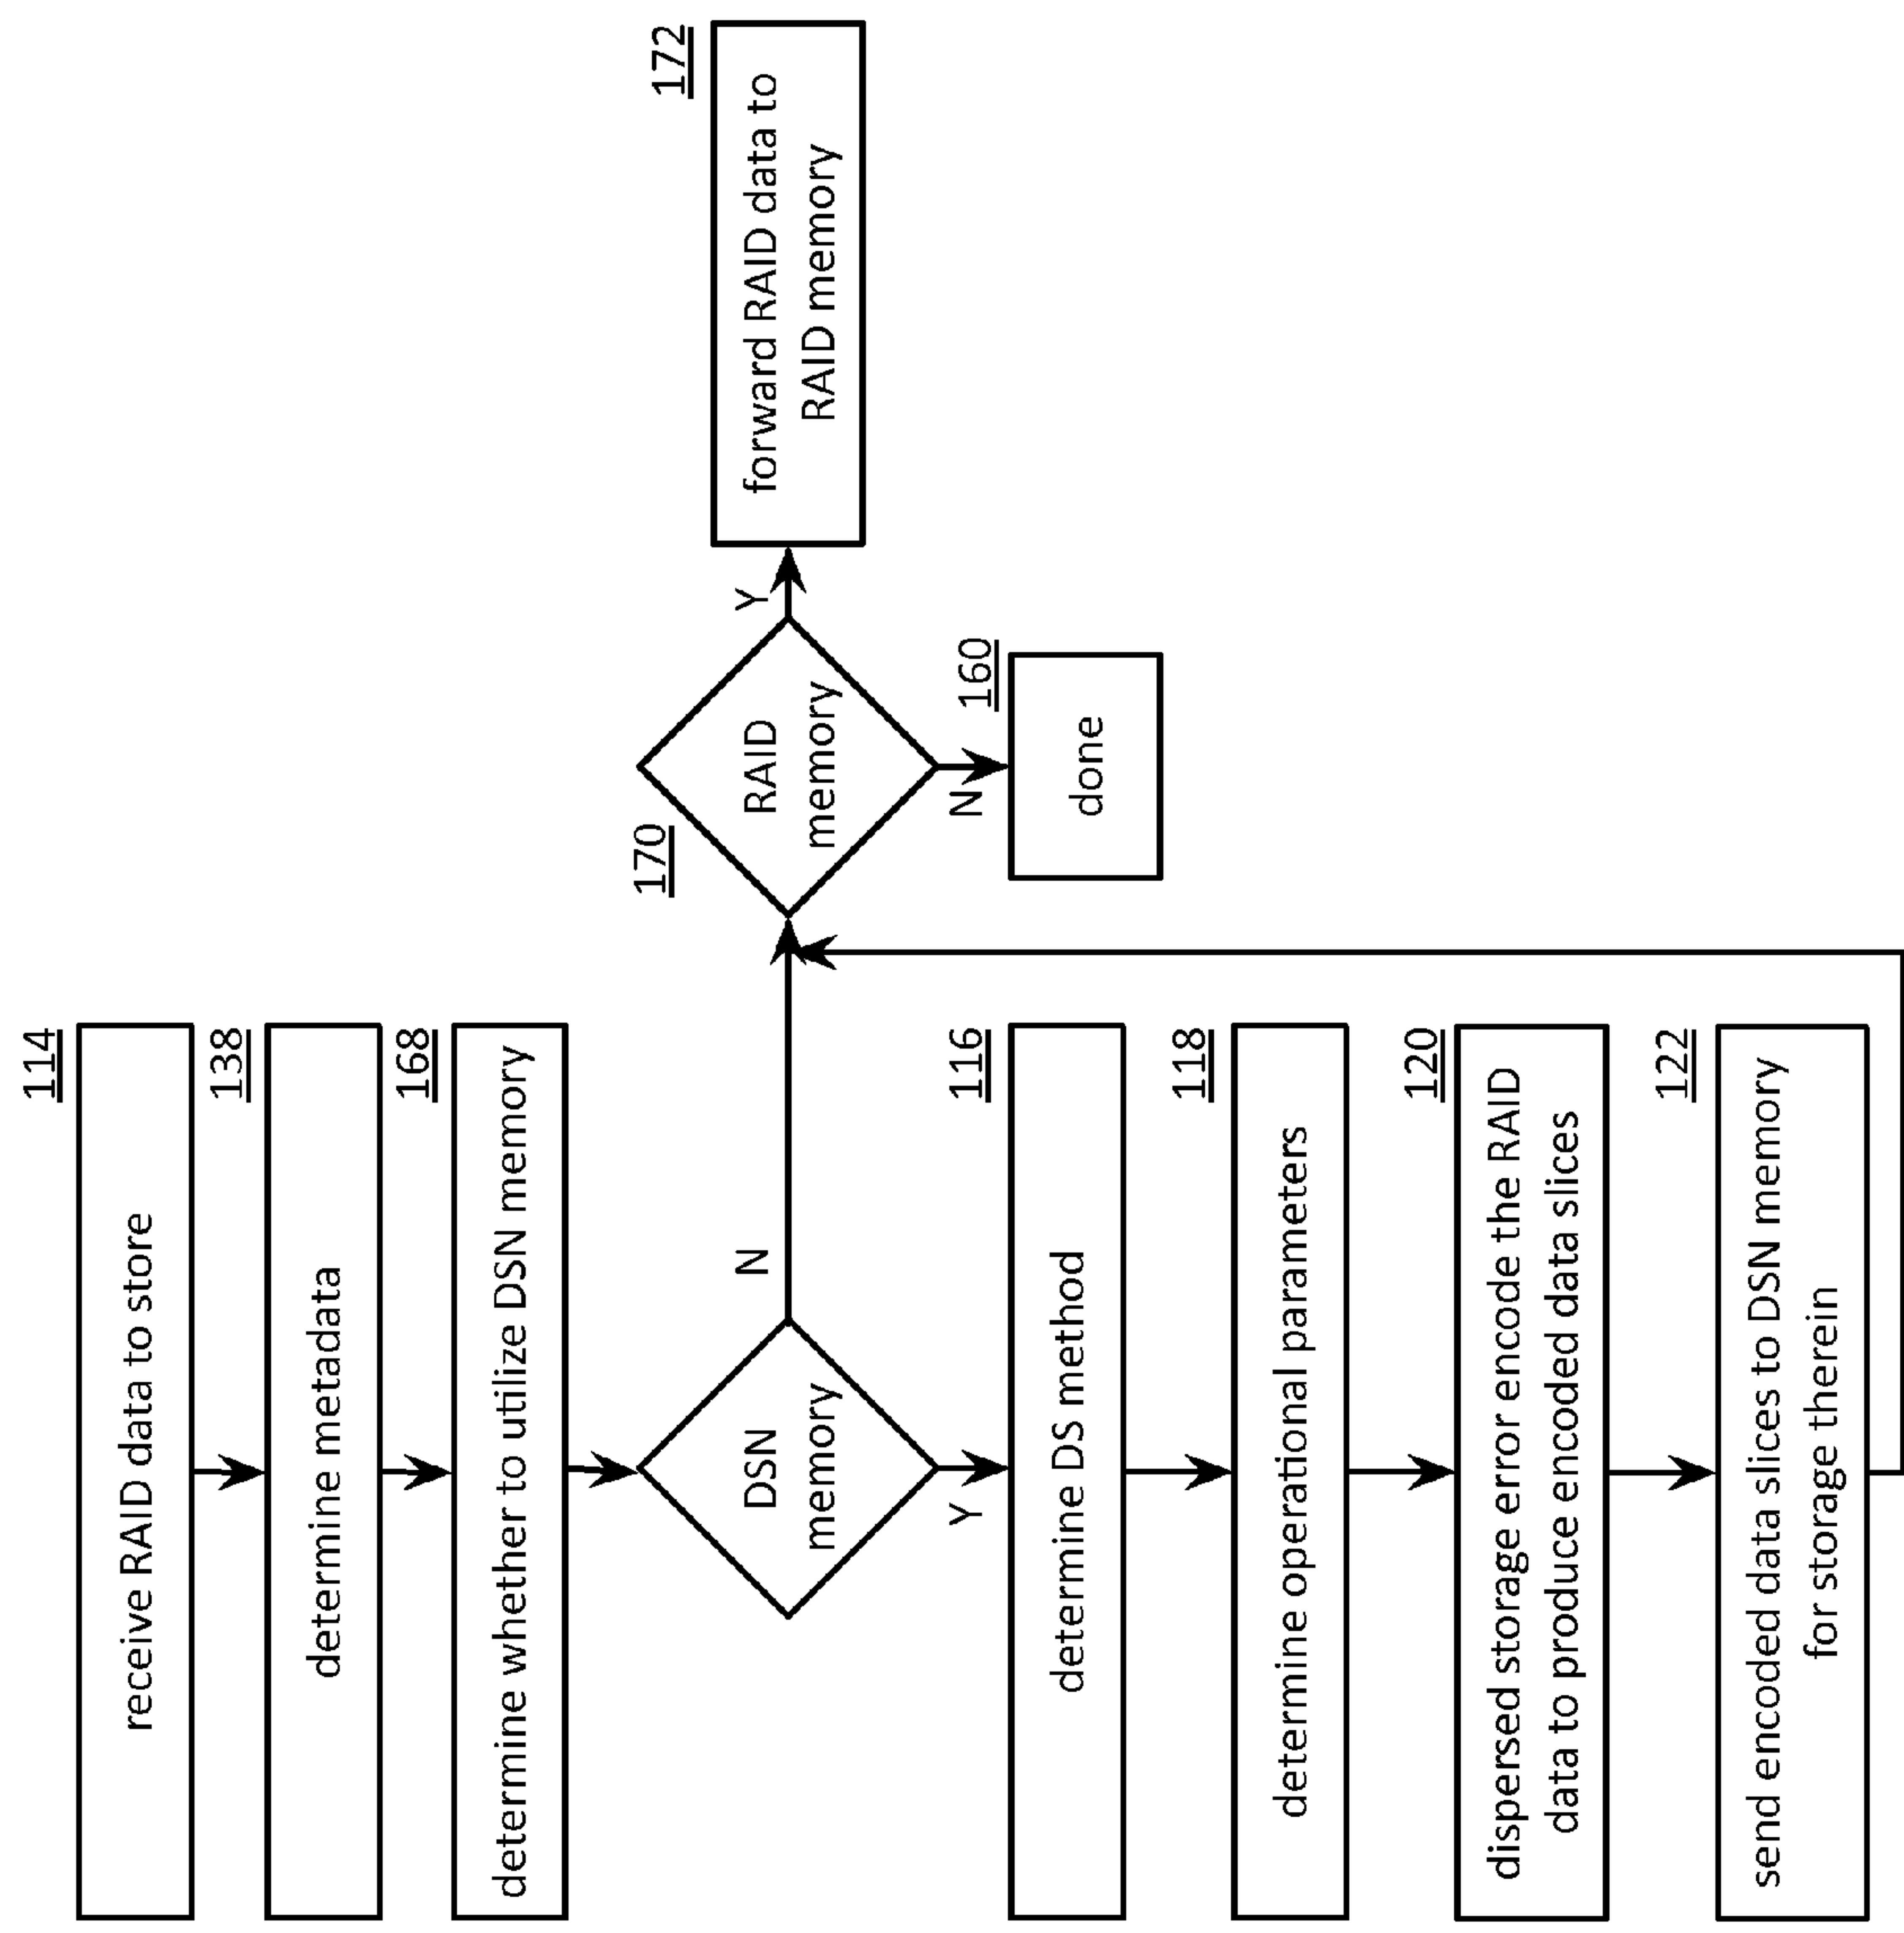 114
receive RAID data to store
138
determine metadata
168
determine whether to utilize DSN memory
DSN
memory
N
Y
116
determine DS method
118
determine operational parameters
120
dispersed storage error encode the RAID
data to produce encoded data slices
122
send encoded data slices to DSN memory
for storage therein
170
RAID
memory
Y
N
172
forward RAID data to
RAID memory
160
done